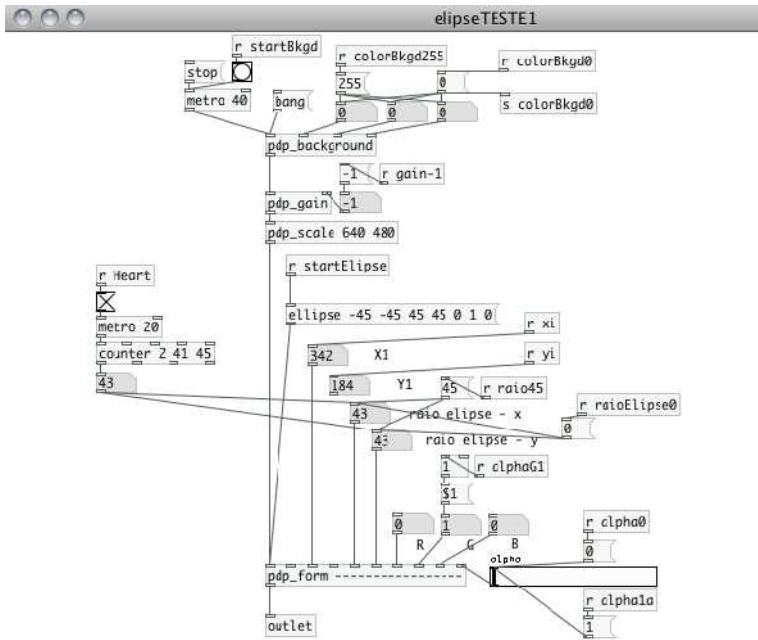 elipseTESTE1
r startBkgd
r colorBkgd255
r colorBkgd0
stop
255
0
metro 40
bang
0
0
0
s colorBkgd0
pdp_background
-1
r gain-1
pdp_gain
-1
pdp_scale 640 480
r startElipse
r Heart
ellipse -45 -45 45 45 0 1 0
r xi
metro 20
counter 2 41 45
342
X1
r yi
43
184
Y1
45
r raio45
r raioElipse0
43
raio elipse - x
0
43
raio elipse - y
1
r alphaG1
$1
0
1
0
r alpha0
R
G
B
0
alpha
pdp_form ------------------
r alpha1a
outlet
1